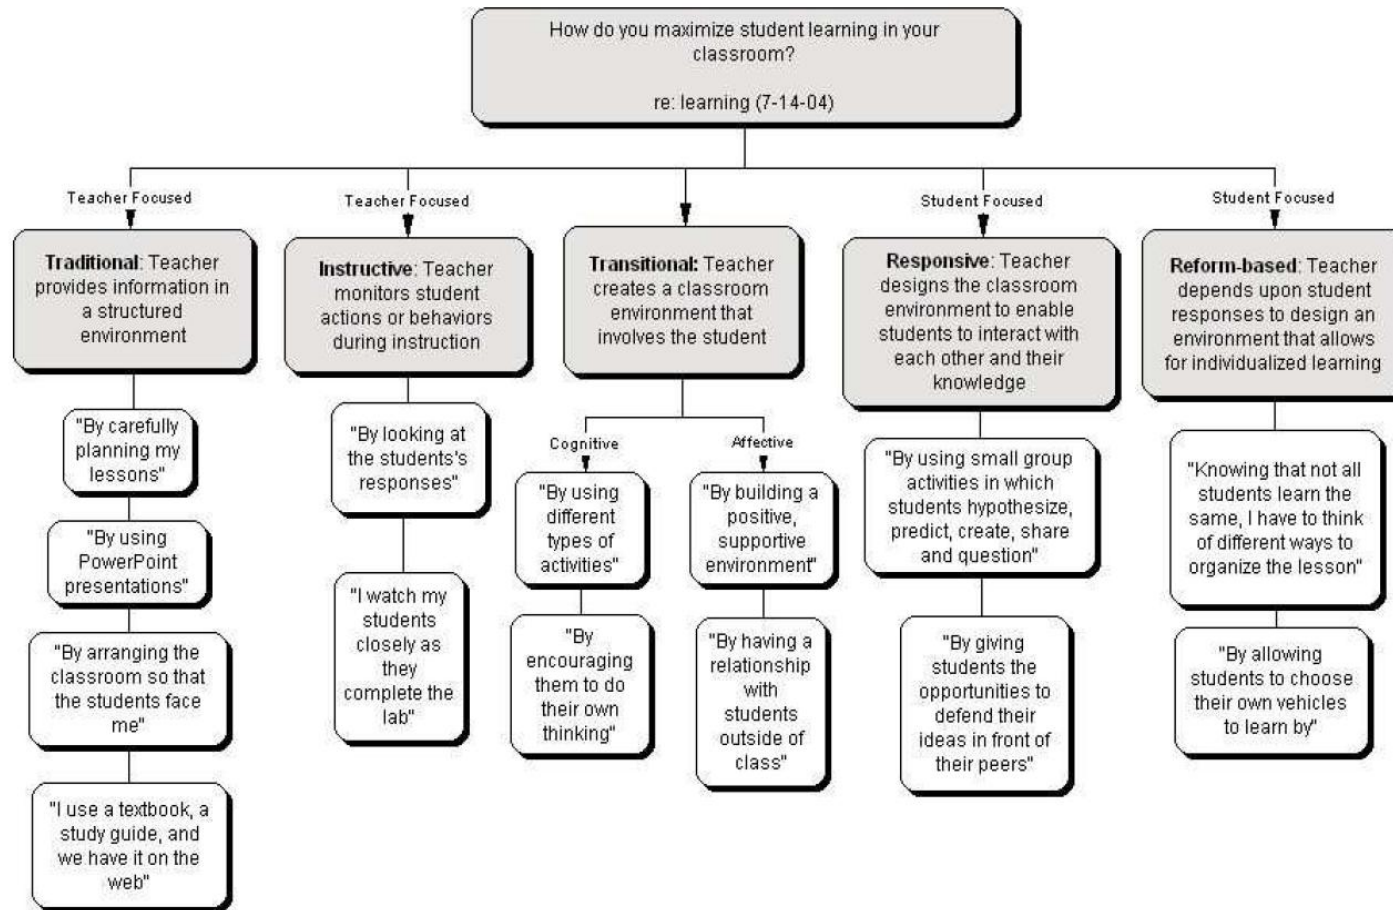 How do you maximize student learning in your
classroom?
re: learning (7-14-04)
Teacher Focused
Teacher Focused
Student Focused
Student Focused
Traditional: Teacher
provides information in
a structured
environment
Instructive: Teacher
monitors student
actions or behaviors
during instruction
Transitional: Teacher
creates a classroom
environment that
involves the student
Responsive: Teacher
designs the classroom
environment to enable
students to interact with
each other and their
knowledge
Reform-based: Teacher
depends upon student
responses to design an
environment that allows
for individualized learning
"By carefully
planning my
lessons"
"By using
PowerPoint
presentations"
"By arranging the
classroom so that
the students face
me"
"I use a textbook, a
study guide, and
we have it on the
web"
"By looking at
the students's
responses"
"I watch my
students
closely as
they
complete the
lab"
Cognitive
"By using
different
types of
activities"
"By
encouraging
them to do
their own
thinking"
Affective
"By building a
positive,
supportive
environment"
"By having a
relationship
with
students
outside of
class"
"By using small group
activities in which
students hypothesize,
predict, create, share
and question"
"By giving
students the
opportunities to
defend their
ideas in front of
their peers"
"Knowing that not all
students learn the
same, I have to think
of different ways to
organize the lesson"
"By allowing
students to choose
their own vehicles
to learn by"